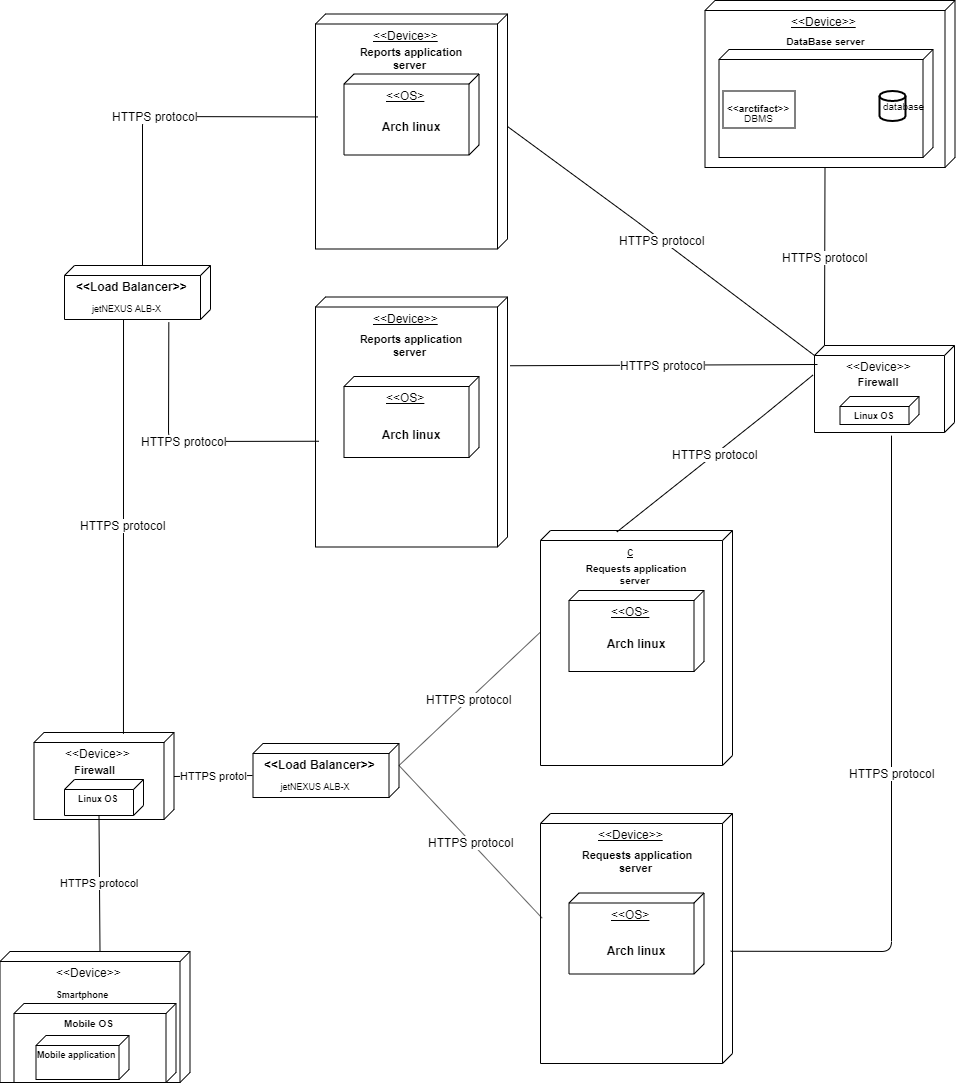 <<Device>>
Reports application
server
<<OS>
Arch linux
<<Device>>
DataBase server
<<arctifact>>
DBMS
database
HTTPS protocol
HTTPS protocol
HTTPS protocol
<<Load Balancer>>
jetNEXUS ALB-X
<<Device>>
Reports application
server
<<OS>
Arch linux
HTTPS protocol
<<Device>>
Firewall
Linux OS
HTTPS protocol
HTTPS protocol
HTTPS protocol
C
Requests application
server
<<OS>
Arch linux
HTTPS protocol
<<Device>>
Firewall
Linux OS
HTTPS protol
<<Load Balancer>>
jetNEXUS ALB-X
HTTPS protocol
HTTPS protocol
<<Device>>
Requests application
server
<<OS>
Arch linux
HTTPS protocol
<<Device>>
Smartphone
Mobile OS
Mobile application